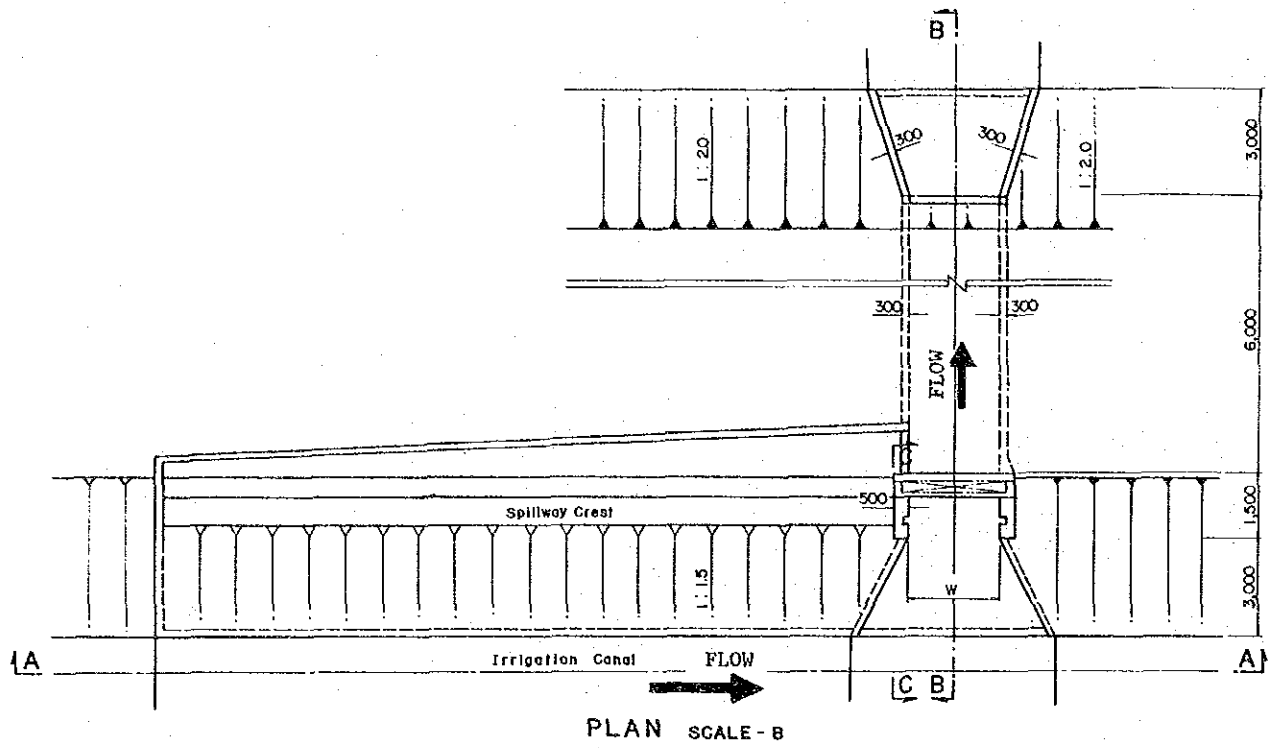 B
300
300
1:2.0
1:2.0
3,000
300
300
6,000
FLOW
C
500
Spillway Crest
1,500
1:1.5
W
3,000
A
Irrigation Canal
FLOW
A
C B
PLAN SCALE-B